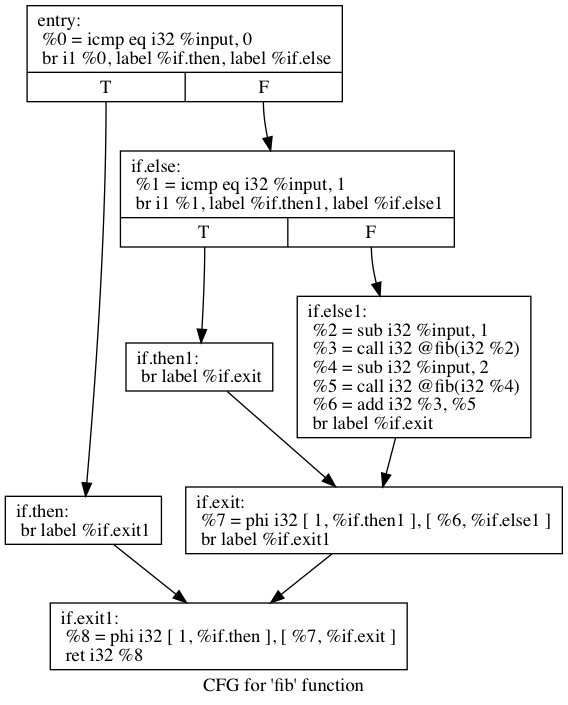 entry:
%0 = icmp eq i32 %input, 0
br i1 %0, label %if.then, label %if.else
T F
if.else:
%1 = icmp eq i32 %input, 1
br i1 %1, label %if.then1, label %if.else1
T F
if.else1:
%2 = sub i32 %input, 1
%3 = call i32 @fib(i32 %2)
%4 = sub i32 %input, 2
%5 = call i32 @fib(i32 %4)
%6 = add i32 %3, %5
br label %if.exit
if.then1:
br label %if.exit
if.then:
br label %if.exit1
if.exit:
%7 = phi i32 [ 1, %if.then1 ], [ %6, %if.else1 ]
br label %if.exit1
if.exit1:
%8 = phi i32 [ 1, %if.then ], [ %7, %if.exit ]
ret i32 %8
CFG for 'fib' function